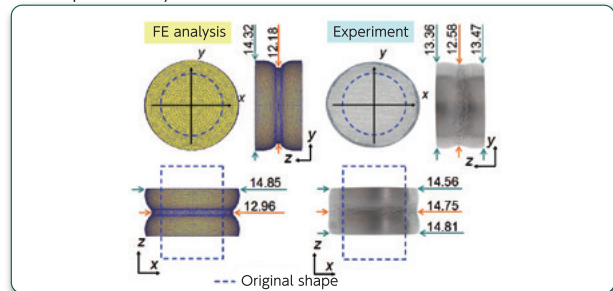 FE analysis
14.32
12.18
y
x
y
z
14.85
12.96
z
x
Experiment
13.36
12.58
13.47
y
x
y
z
14.56
14.75
14.81
z
x
Original shape